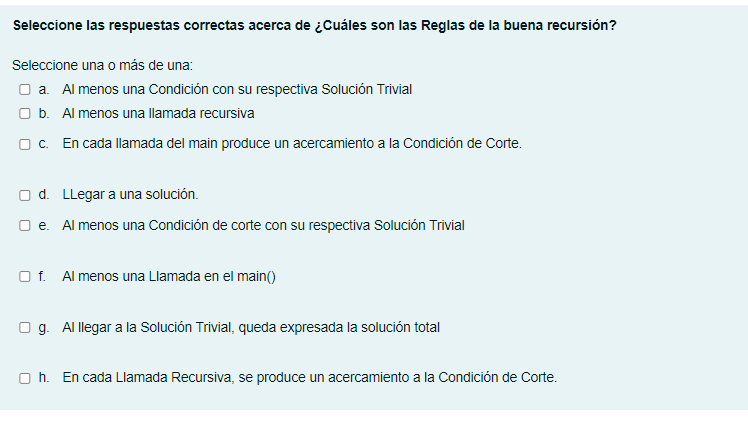 Seleccione las respuestas correctas acerca de ¿Cuáles son las Reglas de la buena recursión?
Seleccione una o más de una:
a. Al menos una Condición con su respectiva Solución Trivial
b. Al menos una llamada recursiva
c. En cada llamada del main produce un acercamiento a la Condición de Corte.
d. LLegar a una solución.
e. Al menos una Condición de corte con su respectiva Solución Trivial
f. Al menos una Llamada en el main()
g. Al llegar a la Solución Trivial, queda expresada la solución total
h. En cada Llamada Recursiva, se produce un acercamiento a la Condición de Corte.